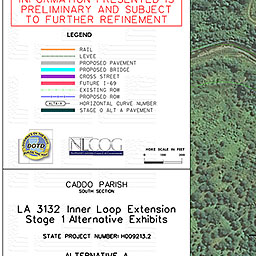 INFORMATION PRESENTED IS
PRELIMINARY AND SUBJECT
TO FURTHER REFINEMENT
LEGEND
RAIL
LEVEE
PROPOSED PAVEMENT
PROPOSED BRIDGE
CROSS STREET
FUTURE I-69
EXISTING ROW
PROPOSED ROW
ALTA-A HORIZONTAL CURVE NUMBER
STAGE 0 ALT A PAVEMENT
DOTD
NLCOG
HORZ SCALE IN FEET
CADDO PARISH
SOUTH SECTION
LA 3132 Inner Loop Extension
Stage 1 Alternative Exhibits
STATE PROJECT NUMBER: H.009213.2
ALTERNATIVE A